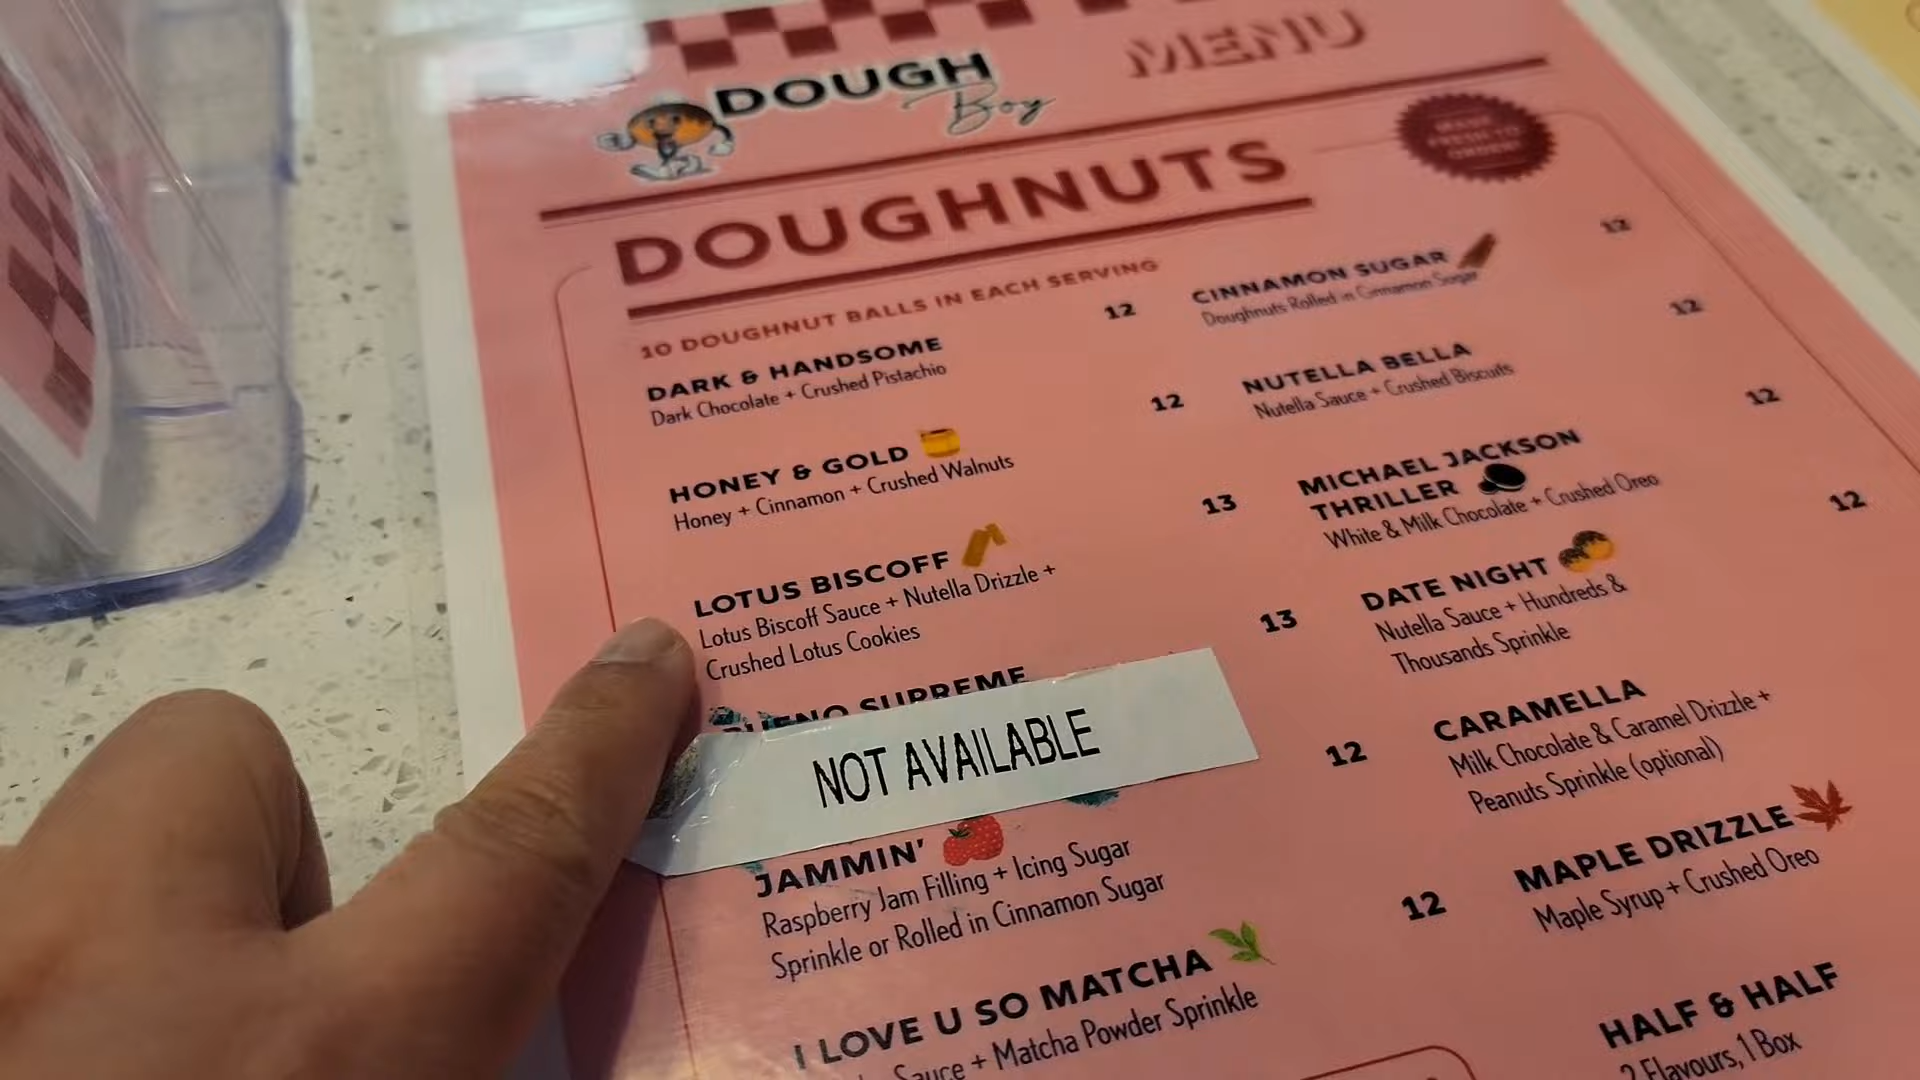 DOUGH
Boy
MENU
MADE
FRESH TO
ORDER!
DOUGHNUTS
10 DOUGHNUT BALLS IN EACH SERVING
DARK & HANDSOME 12
Dark Chocolate + Crushed Pistachio
HONEY & GOLD 12
Honey + Cinnamon + Crushed Walnuts
LOTUS BISCOFF 13
Lotus Biscoff Sauce + Nutella Drizzle +
Crushed Lotus Cookies
BUENO SUPREME 13
NOT AVAILABLE
JAMMIN' 12
Raspberry Jam Filling + Icing Sugar
Sprinkle or Rolled in Cinnamon Sugar
I LOVE U SO MATCHA 12
Sauce + Matcha Powder Sprinkle
CINNAMON SUGAR 12
Doughnuts Rolled in Cinnamon Sugar
NUTELLA BELLA 12
Nutella Sauce + Crushed Biscuits
MICHAEL JACKSON 12
THRILLER
White & Milk Chocolate + Crushed Oreo
DATE NIGHT 12
Nutella Sauce + Hundreds &
Thousands Sprinkle
CARAMELLA
Milk Chocolate & Caramel Drizzle +
Peanuts Sprinkle (optional)
MAPLE DRIZZLE
Maple Syrup + Crushed Oreo
HALF & HALF
2 Flavours, 1 Box